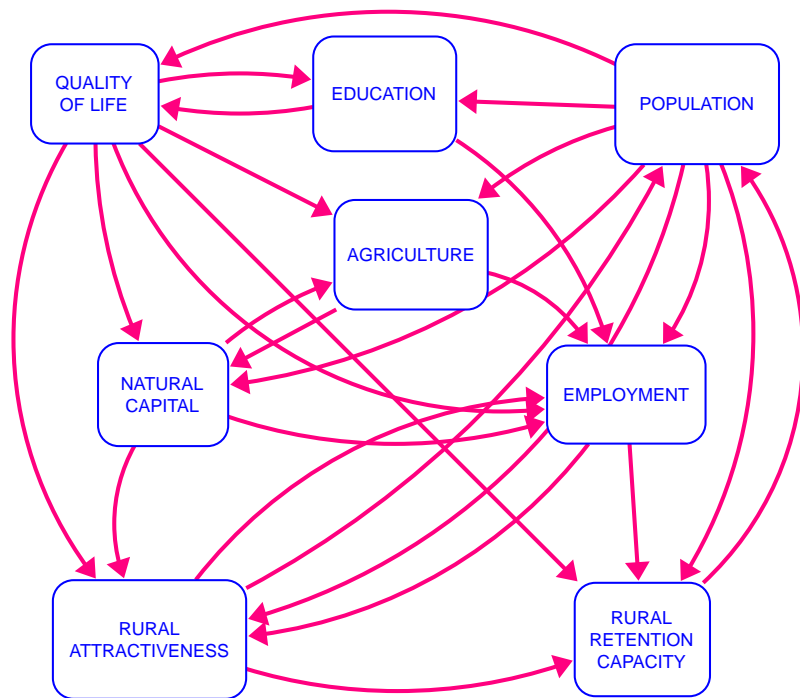 QUALITY
OF LIFE
EDUCATION
POPULATION
AGRICULTURE
NATURAL
CAPITAL
EMPLOYMENT
RURAL
ATTRACTIVENESS
RURAL
RETENTION
CAPACITY